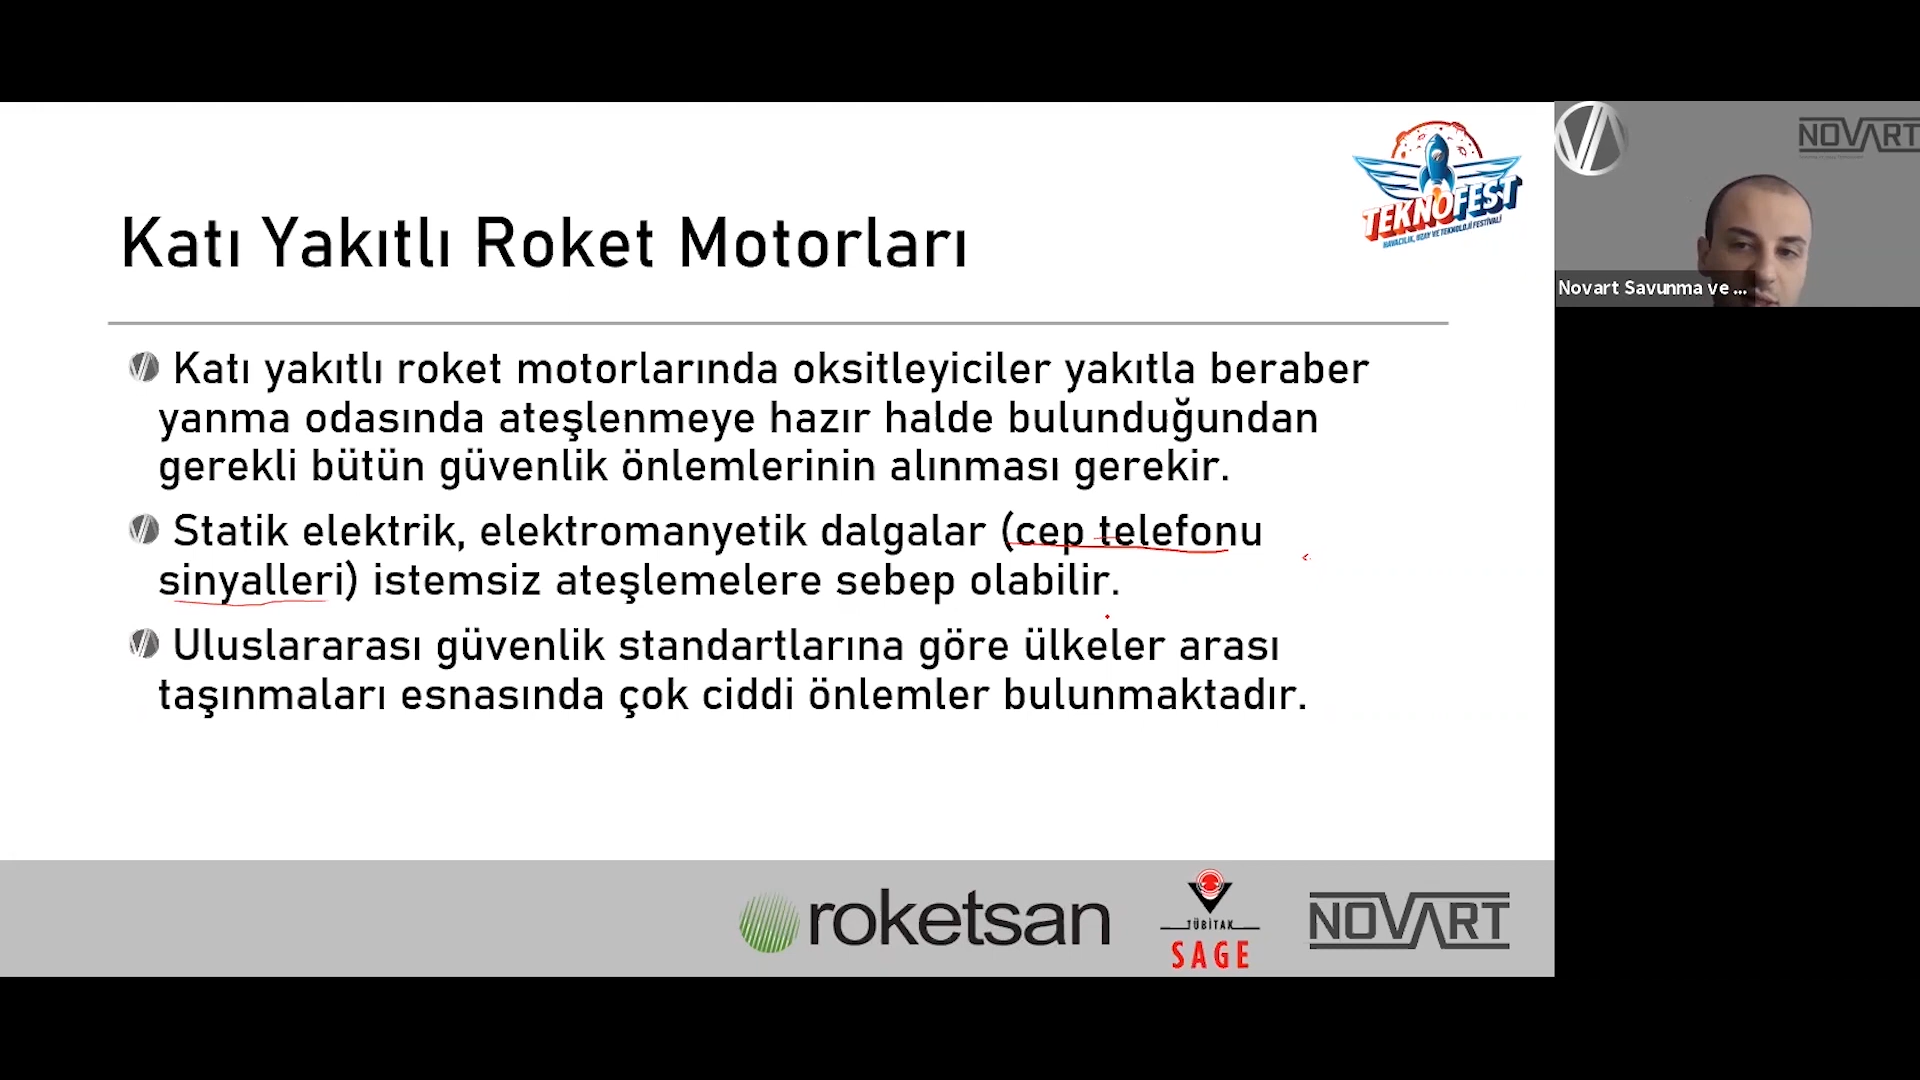 TEKNOFEST
HAVACILIK, UZAY VE TEKNOLOJİ FESTİVALİ
NOVART
Novart Savunma ve ...
Katı Yakıtlı Roket Motorları
Katı yakıtlı roket motorlarında oksitleyiciler yakıtla beraber
yanma odasında ateşlenmeye hazır halde bulunduğundan
gerekli bütün güvenlik önlemlerinin alınması gerekir.
Statik elektrik, elektromanyetik dalgalar (cep telefonu
sinyalleri) istemsiz ateşlemelere sebep olabilir.
Uluslararası güvenlik standartlarına göre ülkeler arası
taşınmaları esnasında çok ciddi önlemler bulunmaktadır.
roketsan
TÜBİTAK
SAGE
NOVART